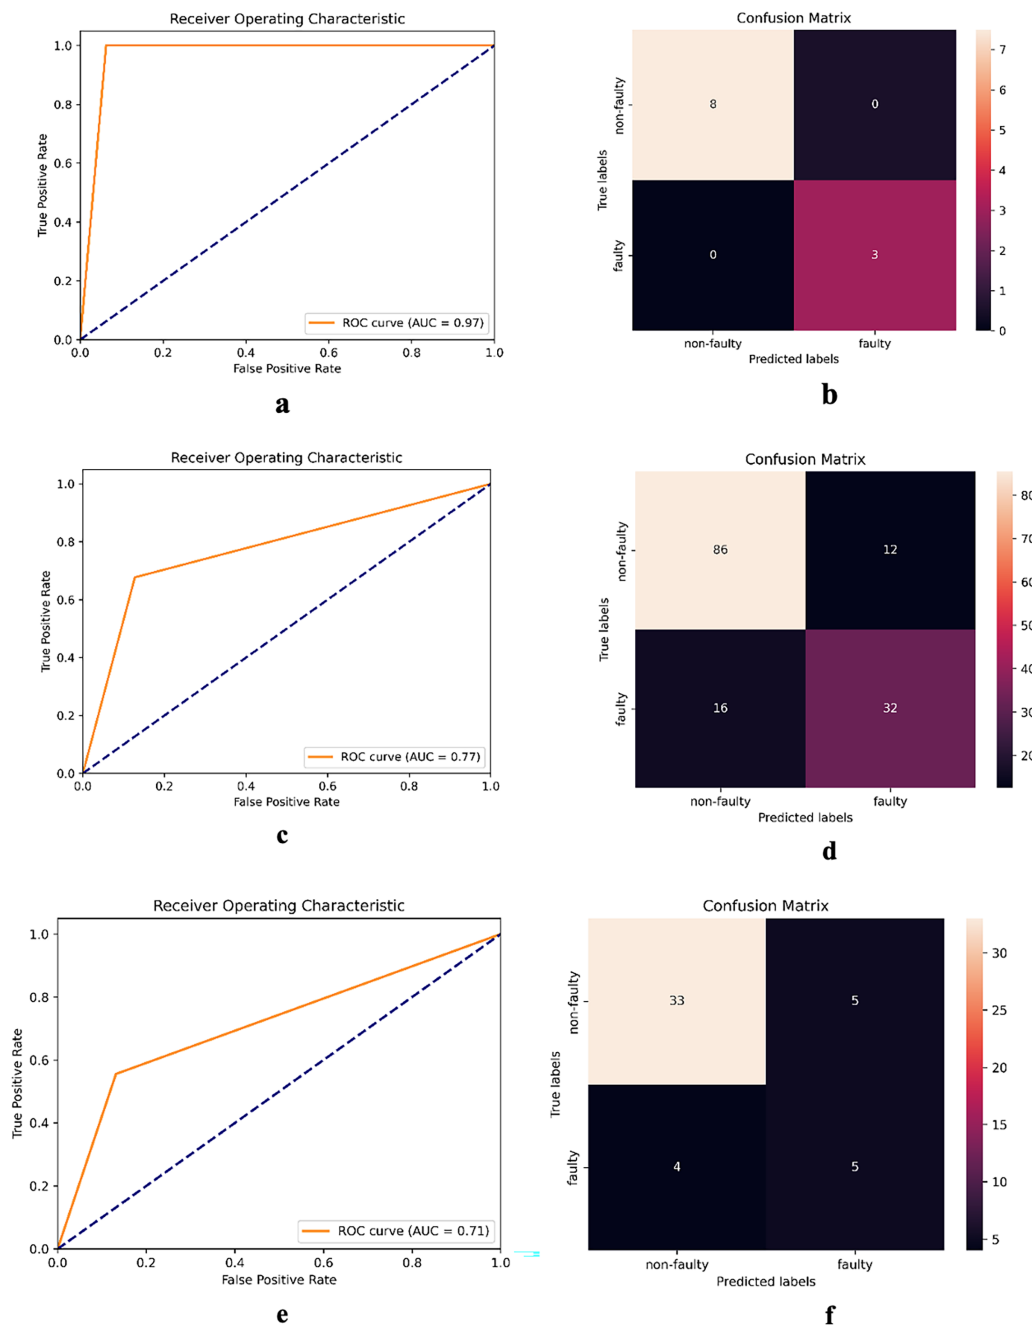 Receiver Operating Characteristic
1.0
0.8
0.6
0.4
0.2
0.0
True Positive Rate
ROC curve (AUC = 0.97)
0.0 0.2 0.4 0.6 0.8 1.0
False Positive Rate
a
Confusion Matrix
non-faulty
faulty
True labels
8 0
0 3
non-faulty faulty
Predicted labels
7
6
5
4
3
2
1
0
b
Receiver Operating Characteristic
1.0
0.8
0.6
0.4
0.2
0.0
True Positive Rate
ROC curve (AUC = 0.77)
0.0 0.2 0.4 0.6 0.8 1.0
False Positive Rate
c
Confusion Matrix
non-faulty
faulty
True labels
86 12
16 32
non-faulty faulty
Predicted labels
80
70
60
50
40
30
20
d
Receiver Operating Characteristic
1.0
0.8
0.6
0.4
0.2
0.0
True Positive Rate
ROC curve (AUC = 0.71)
0.0 0.2 0.4 0.6 0.8 1.0
False Positive Rate
e
Confusion Matrix
non-faulty
faulty
True labels
33 5
4 5
non-faulty faulty
Predicted labels
30
25
20
15
10
5
f